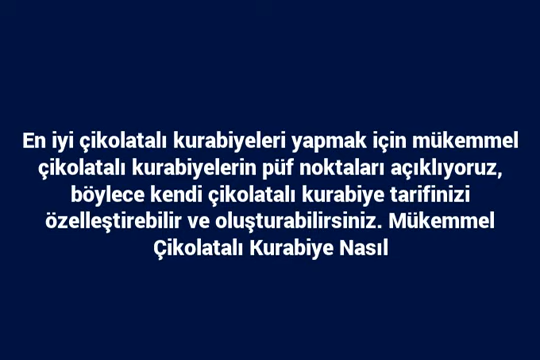 En iyi çikolatalı kurabiyeleri yapmak için mükemmel
çikolatalı kurabiyelerin püf noktaları açıklıyoruz,
böylece kendi çikolatalı kurabiye tarifinizi
özelleştirebilir ve oluşturabilirsiniz. Mükemmel
Çikolatalı Kurabiye Nasıl